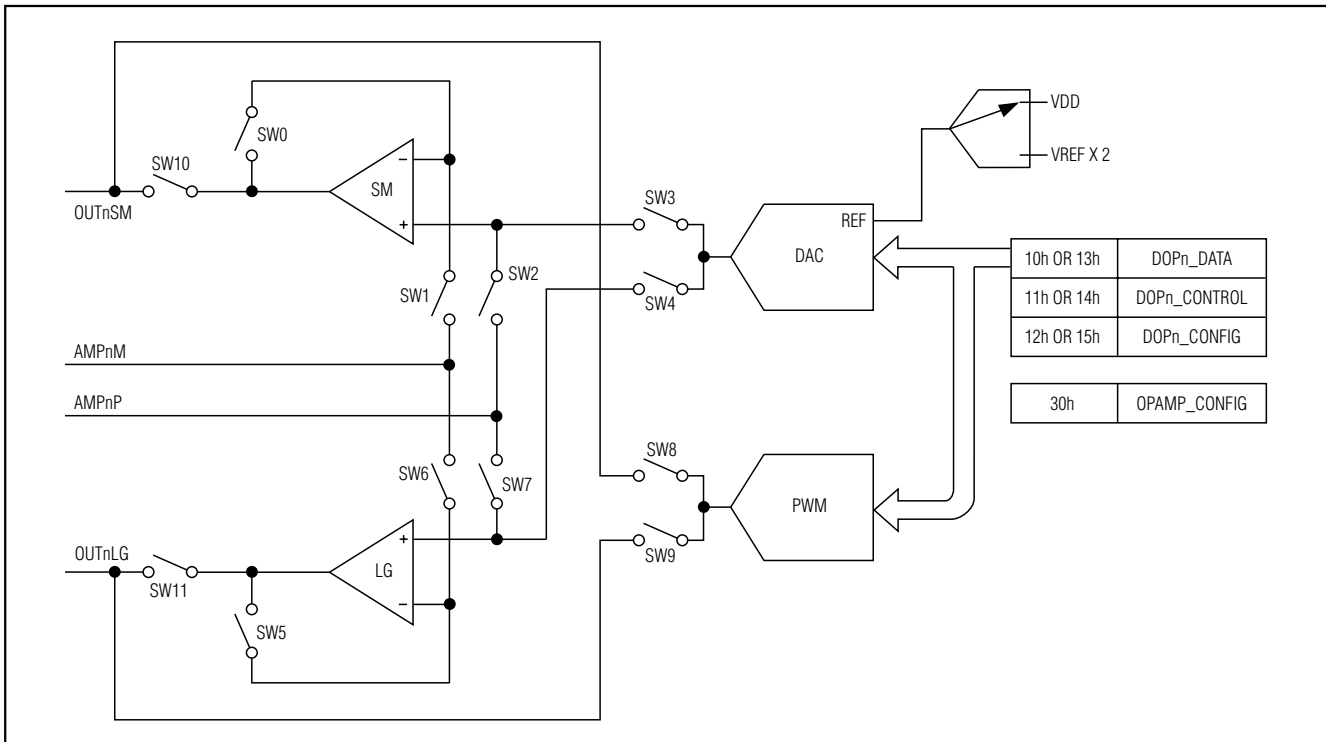 VDD
SW0
VREF X 2
SW10
−
SM
+
SW3
REF
OUTnSM
DAC
10h OR 13h DOPn_DATA
SW1
SW2
SW4
11h OR 14h DOPn_CONTROL
12h OR 15h DOPn_CONFIG
AMPnM
AMPnP
30h OPAMP_CONFIG
SW8
SW6
SW7
PWM
OUTnLG
+
SW9
LG
SW11
−
SW5